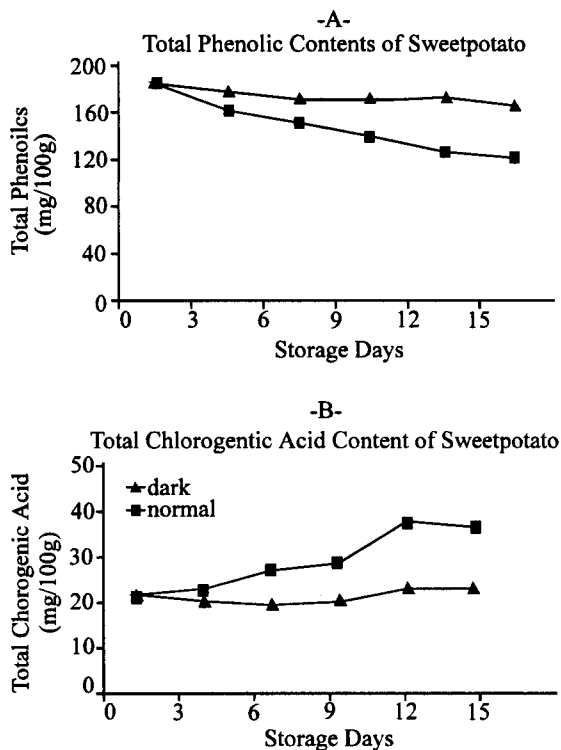 -A-
Total Phenolic Contents of Sweetpotato
Total Phenoilcs
(mg/100g)
200
160
120
80
40
0
0 3 6 9 12 15
Storage Days
-B-
Total Chlorogentic Acid Content of Sweetpotato
Total Chorogenic Acid
(mg/100g)
50
40
30
20
10
0
dark
normal
0 3 6 9 12 15
Storage Days